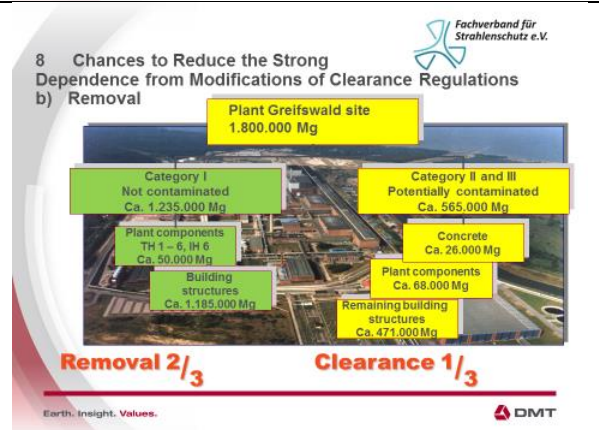 Fachverband für
Strahlenschutz e.V.
8 Chances to Reduce the Strong
Dependence from Modifications of Clearance Regulations
b) Removal
Plant Greifswald site
1.800.000 Mg
Category I
Not contaminated
Ca. 1.235.000 Mg
Category II and III
Potentially contaminated
Ca. 565.000 Mg
Plant components
TH 1 – 6, IH 6
Ca. 50.000 Mg
Concrete
Ca. 26.000 Mg
Building
structures
Ca. 1.185.000 Mg
Plant components
Ca. 68.000 Mg
Remaining building
structures
Ca. 471.000 Mg
Removal 2/3
Clearance 1/3
Earth. Insight. Values.
DMT